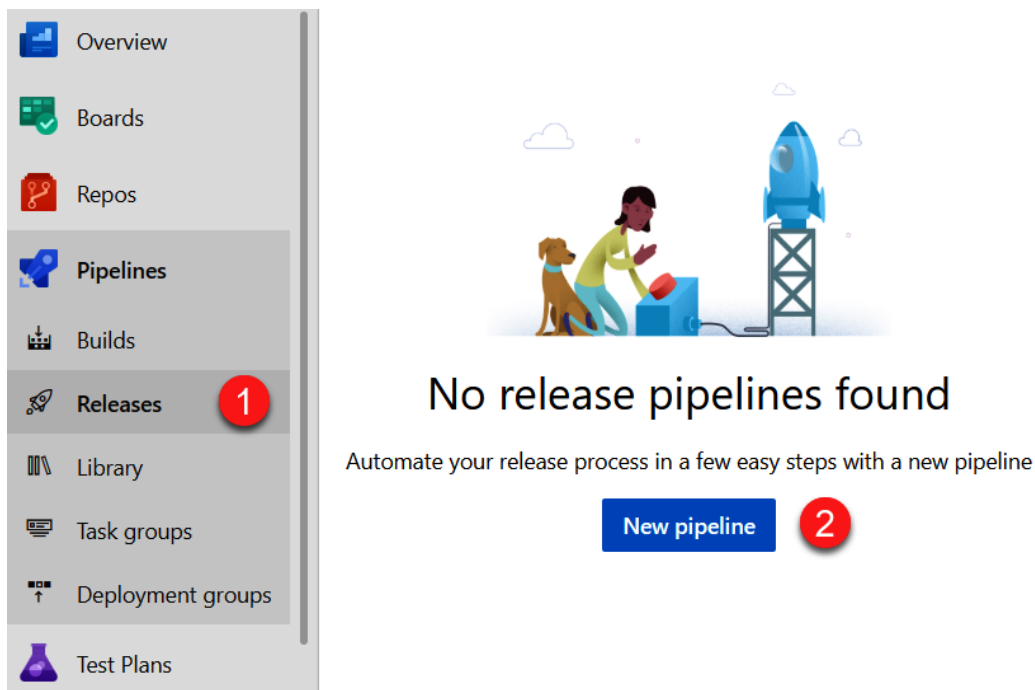 Overview
Boards
Repos
Pipelines
Builds
Releases
1
Library
Task groups
Deployment groups
Test Plans
No release pipelines found
Automate your release process in a few easy steps with a new pipeline
New pipeline
2